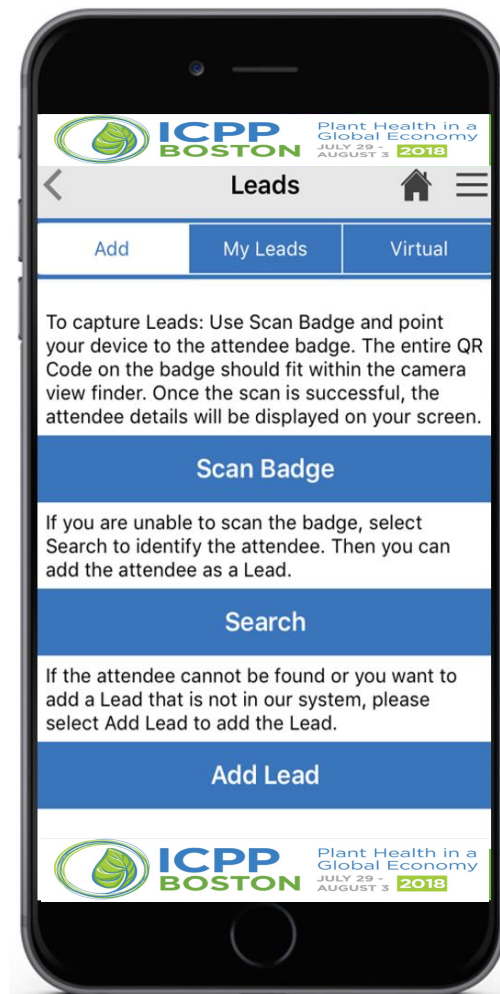 ICPP
BOSTON
Plant Health in a
Global Economy
JULY 29 -
AUGUST 3 2018
Leads
Add My Leads Virtual
To capture Leads: Use Scan Badge and point
your device to the attendee badge. The entire QR
Code on the badge should fit within the camera
view finder. Once the scan is successful, the
attendee details will be displayed on your screen.
Scan Badge
If you are unable to scan the badge, select
Search to identify the attendee. Then you can
add the attendee as a Lead.
Search
If the attendee cannot be found or you want to
add a Lead that is not in our system, please
select Add Lead to add the Lead.
Add Lead
ICPP
BOSTON
Plant Health in a
Global Economy
JULY 29 -
AUGUST 3 2018